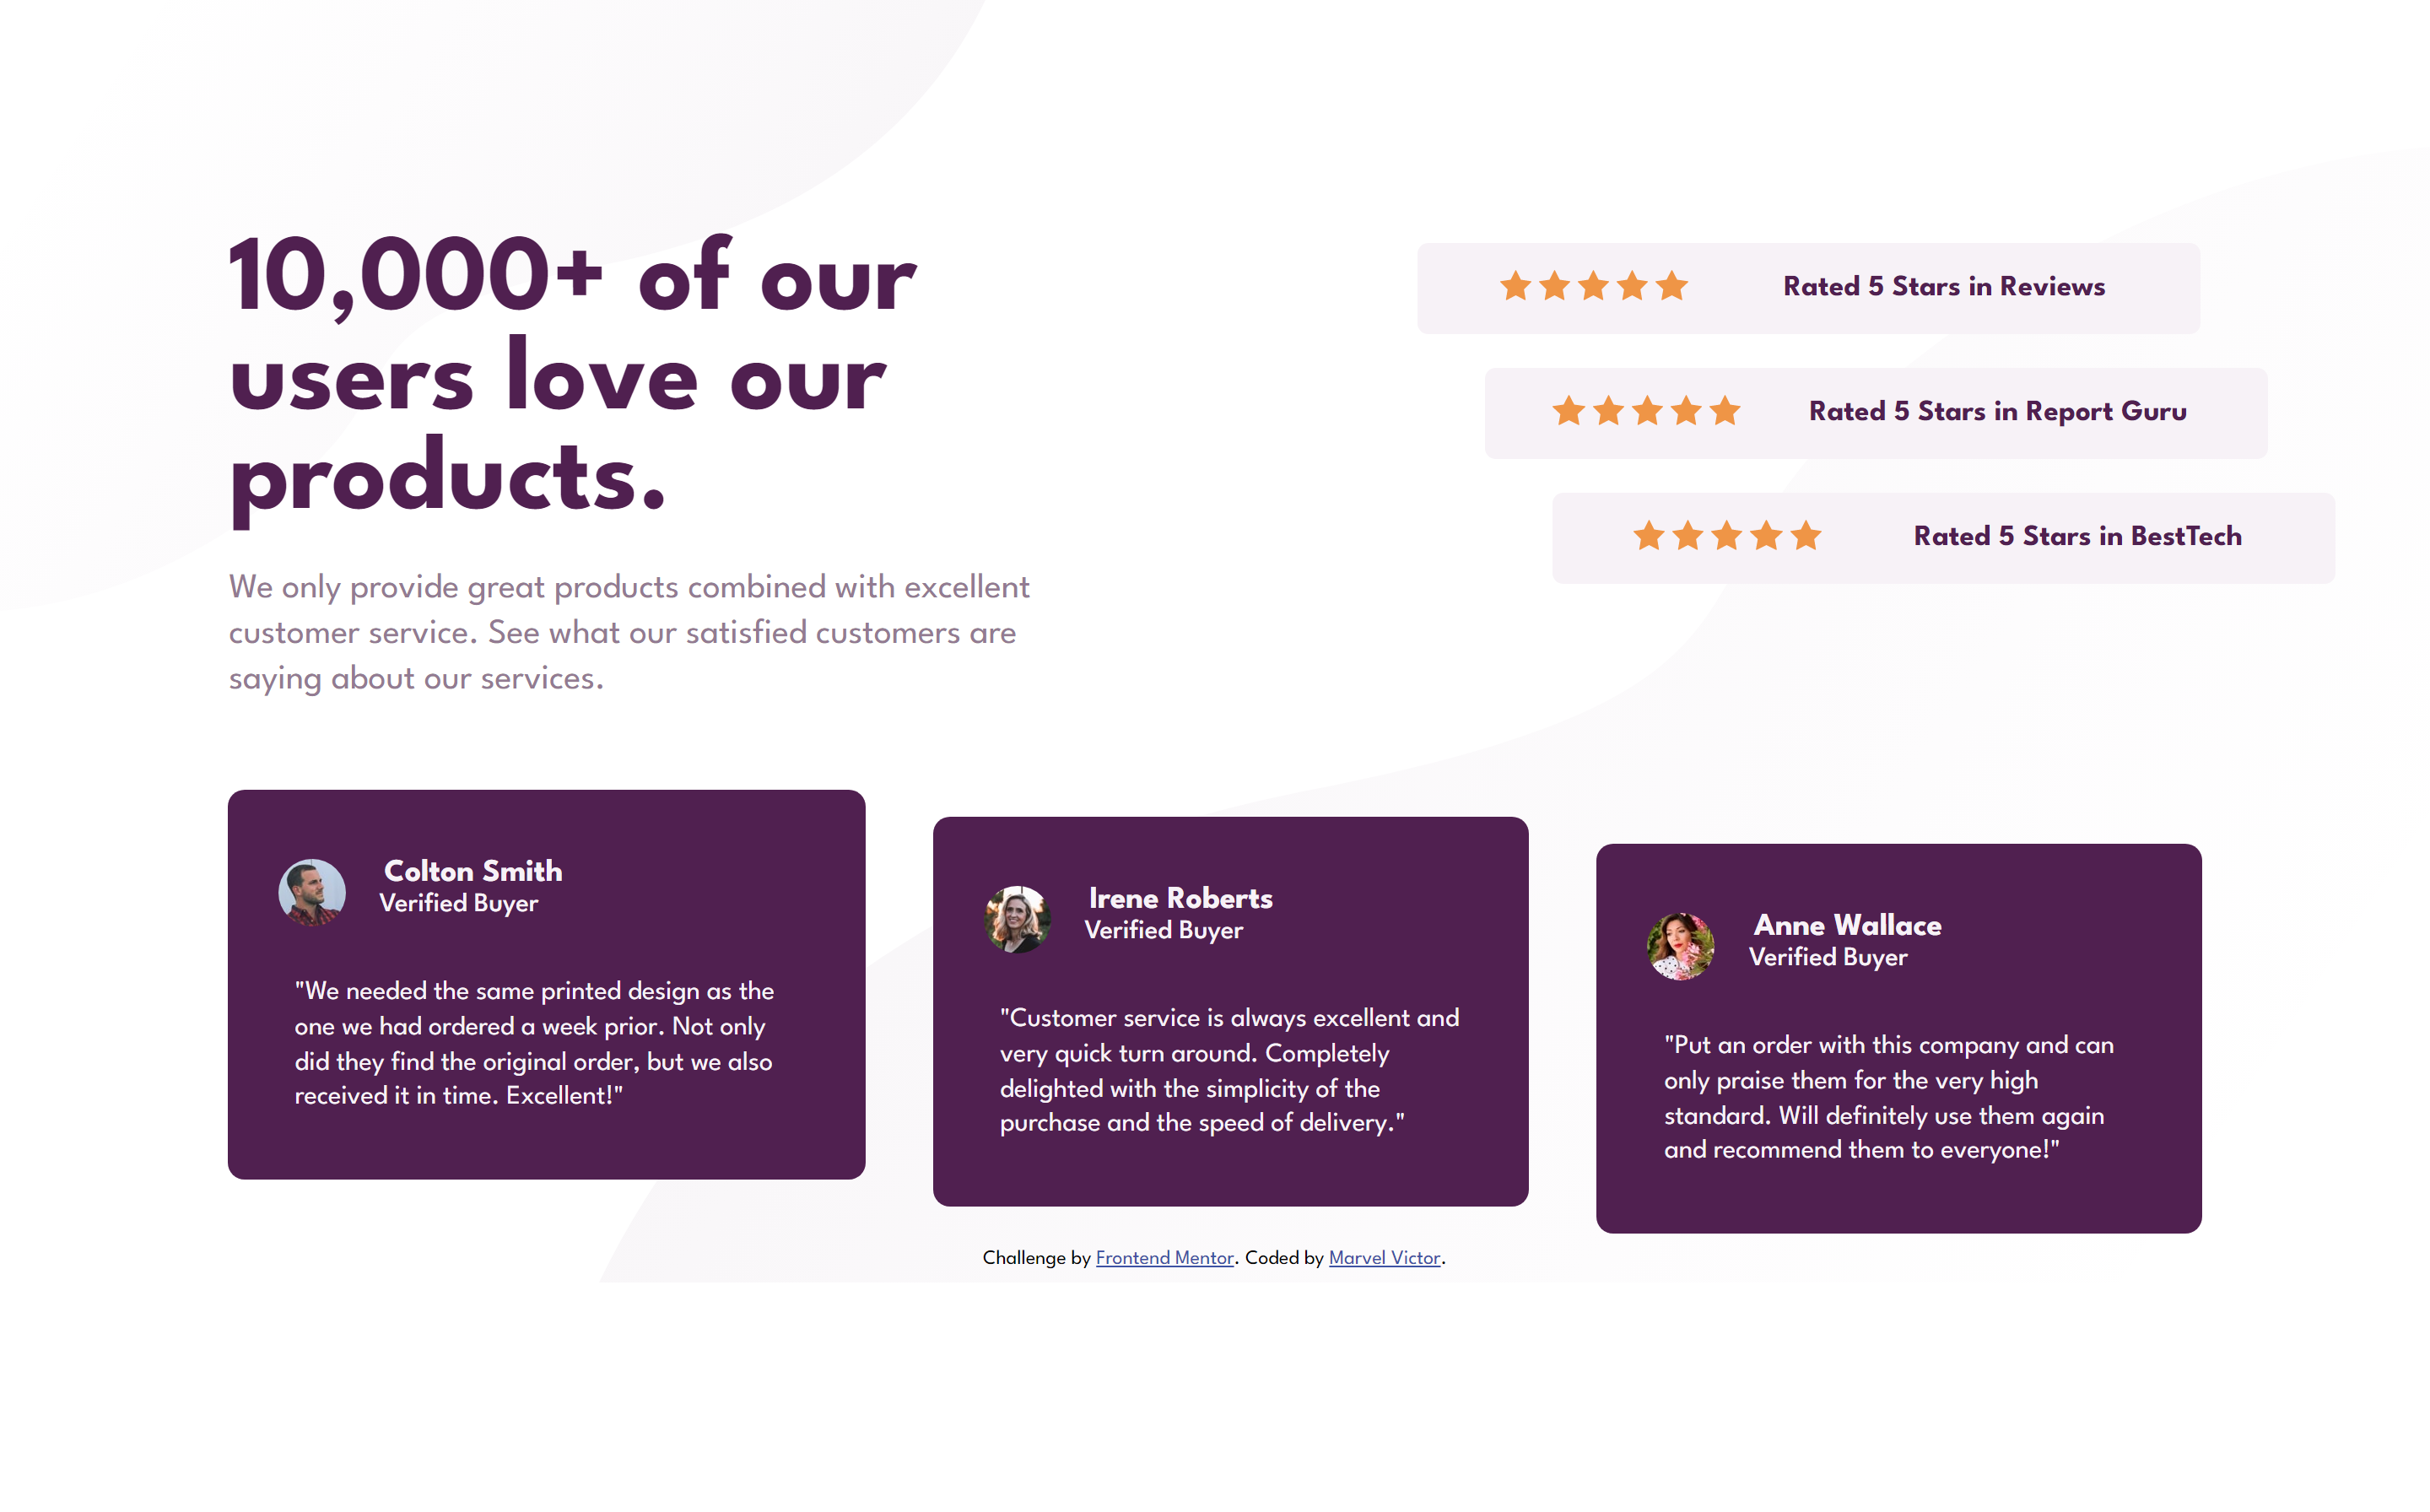 10,000+ of our
users love our
products.
We only provide great products combined with excellent
customer service. See what our satisfied customers are
saying about our services.
Rated 5 Stars in Reviews
Rated 5 Stars in Report Guru
Rated 5 Stars in BestTech
Colton Smith
Verified Buyer
"We needed the same printed design as the
one we had ordered a week prior. Not only
did they find the original order, but we also
received it in time. Excellent!"
Irene Roberts
Verified Buyer
"Customer service is always excellent and
very quick turn around. Completely
delighted with the simplicity of the
purchase and the speed of delivery."
Anne Wallace
Verified Buyer
"Put an order with this company and can
only praise them for the very high
standard. Will definitely use them again
and recommend them to everyone!"
Challenge by Frontend Mentor. Coded by Marvel Victor.